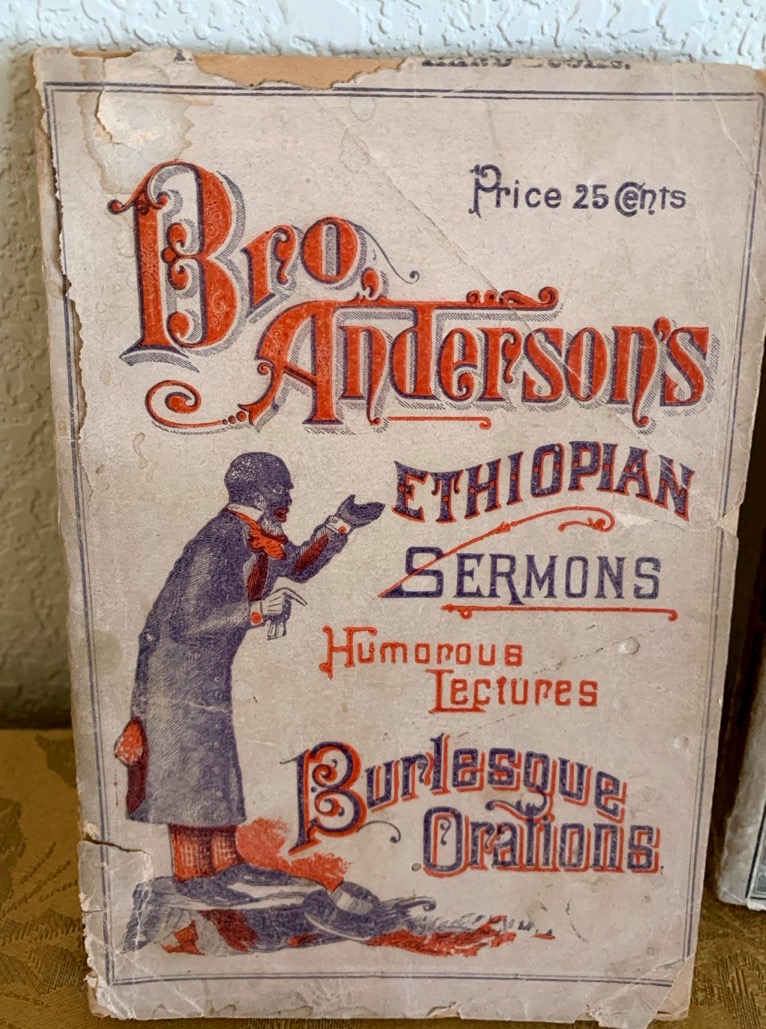 Price 25 Cents
Bro.
Anderson's
ETHIOPIAN
SERMONS
Humorous
Lectures
Burlesque
Orations.